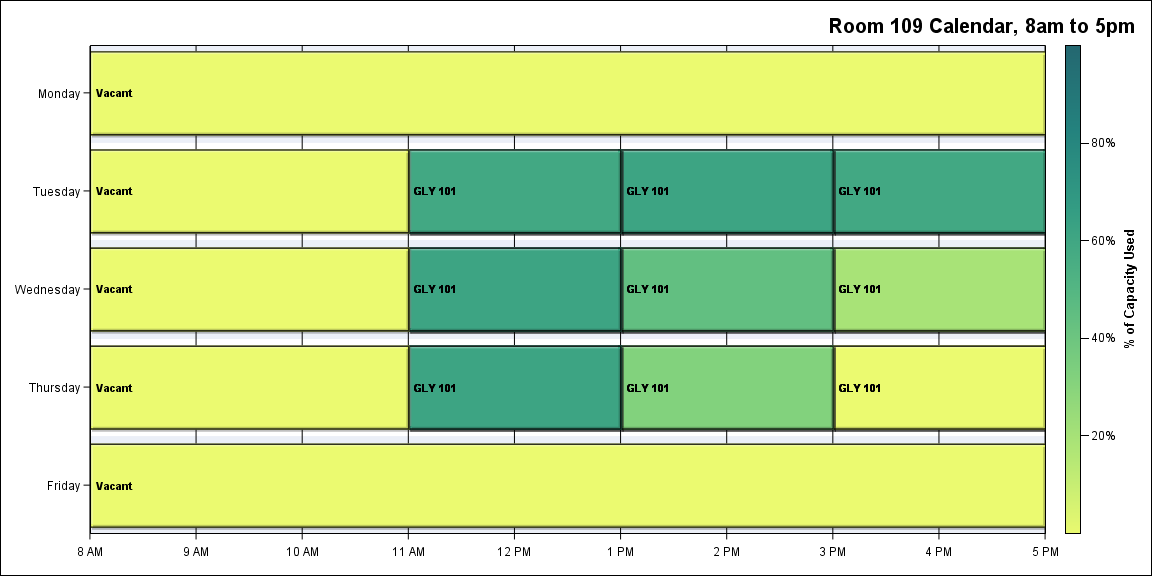 Room 109 Calendar, 8am to 5pm
Monday
Vacant
Tuesday
Vacant
GLY 101
GLY 101
GLY 101
Wednesday
Vacant
GLY 101
GLY 101
GLY 101
Thursday
Vacant
GLY 101
GLY 101
GLY 101
Friday
Vacant
8 AM
9 AM
10 AM
11 AM
12 PM
1 PM
2 PM
3 PM
4 PM
5 PM
80%
60%
40%
20%
% of Capacity Used